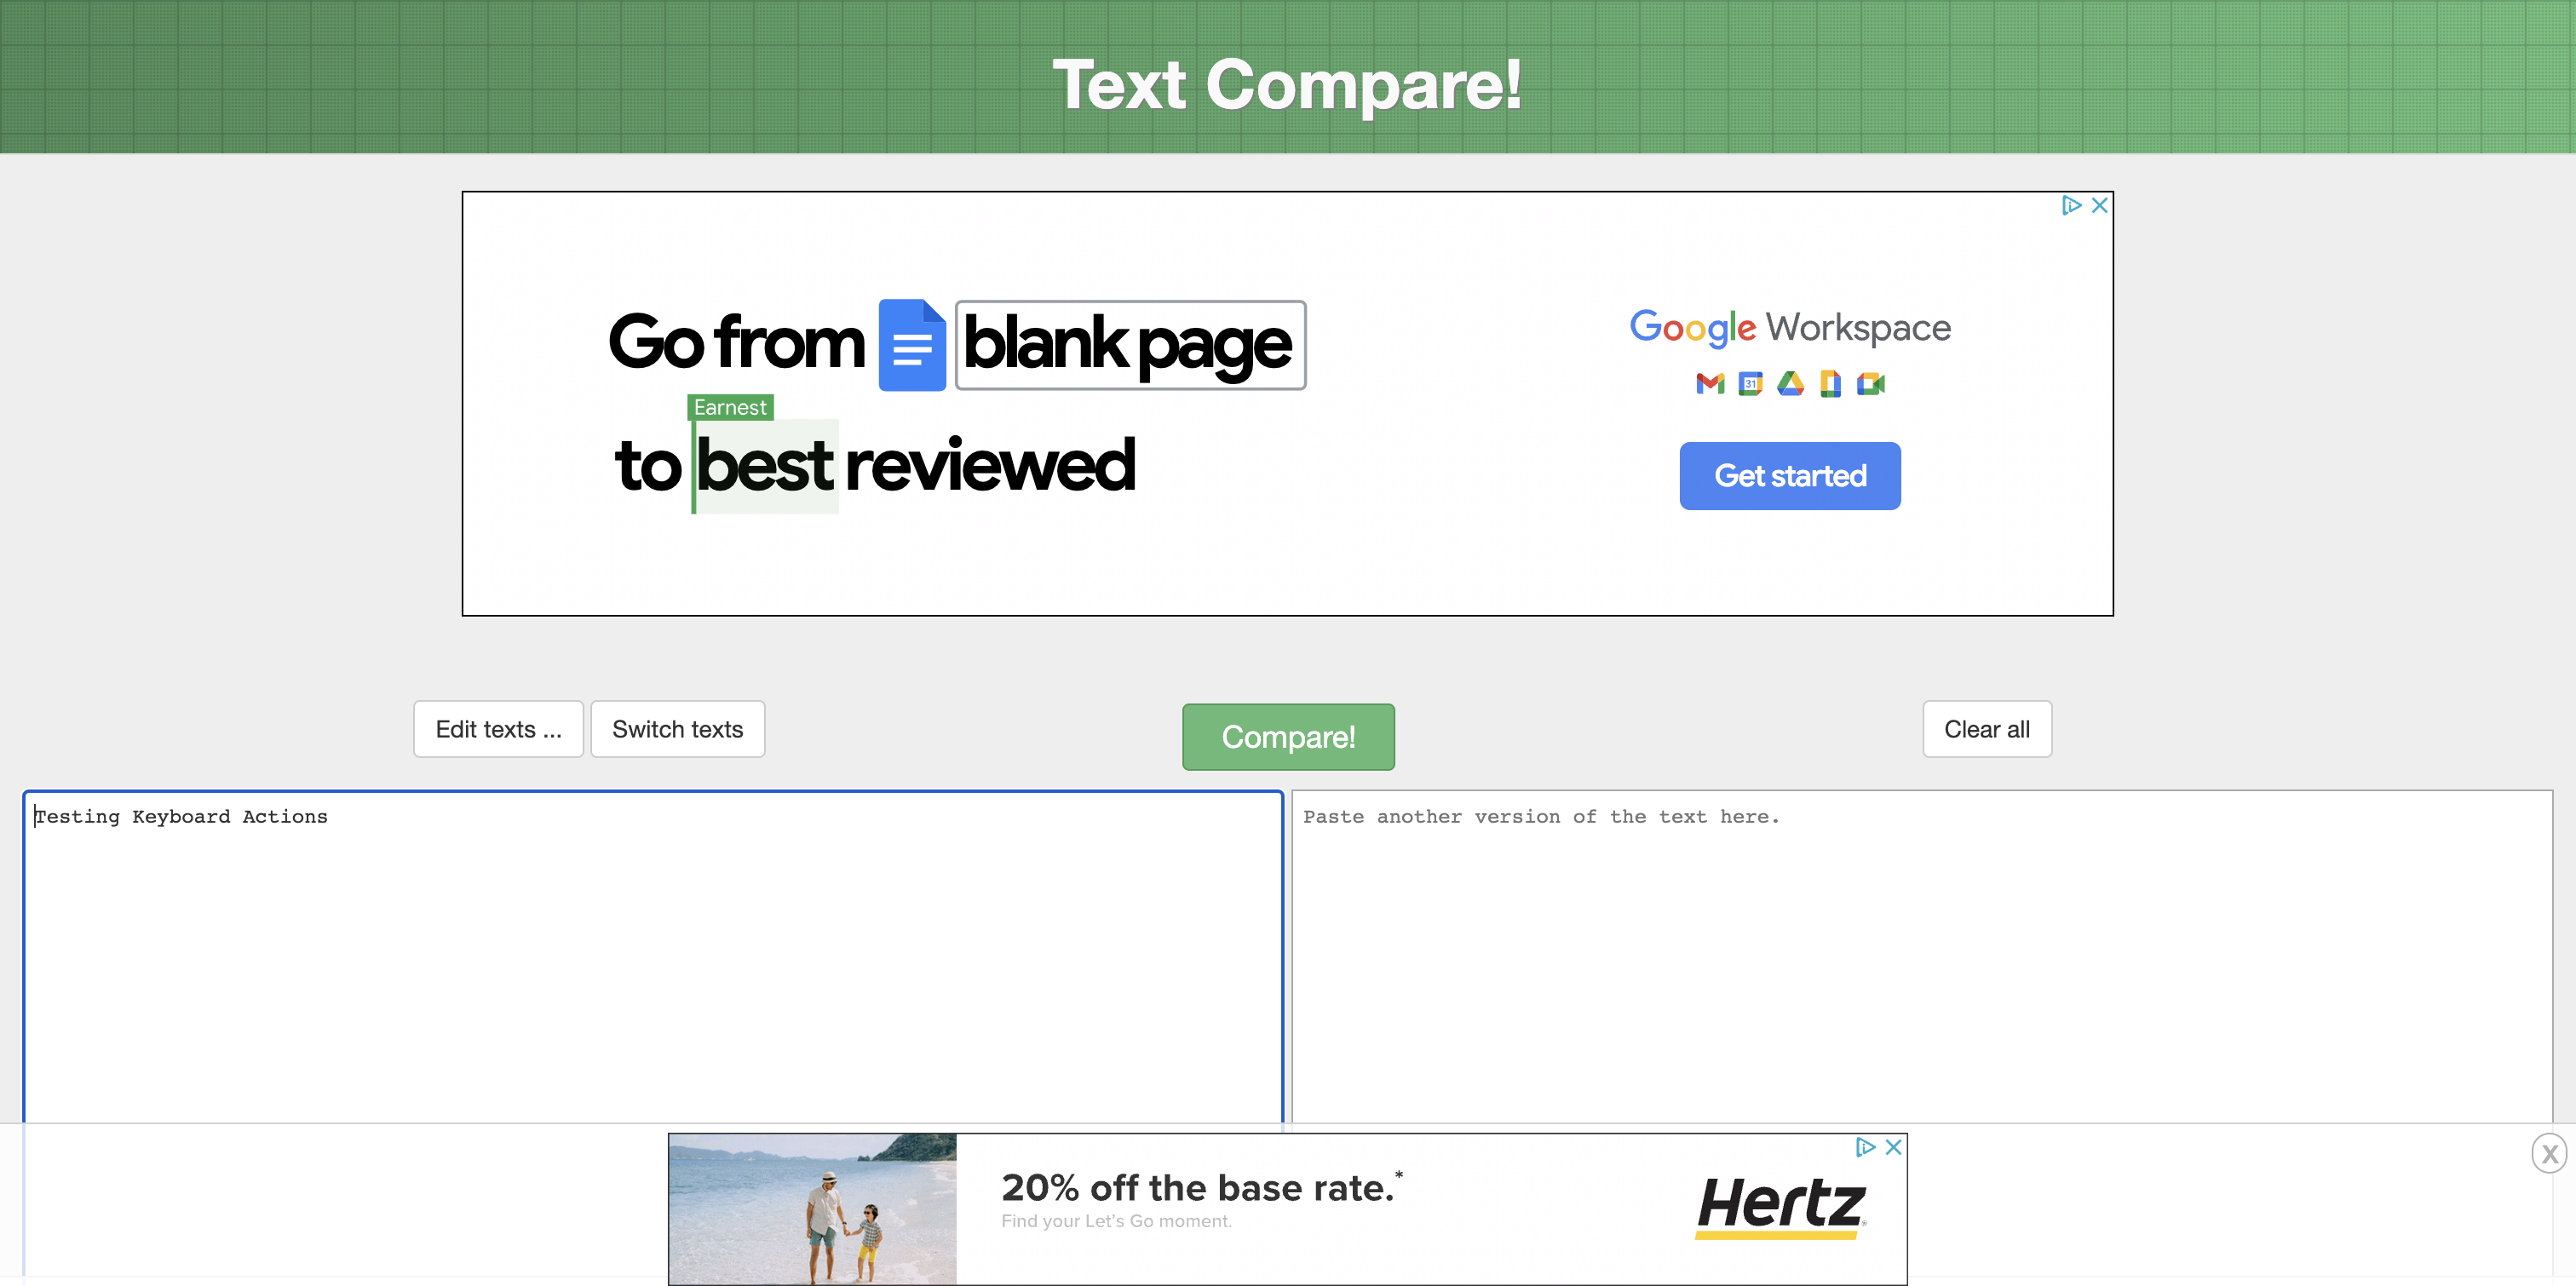 Text Compare!
Go from blank page
Earnest
to best reviewed
Google Workspace
31
Get started
Edit texts ...
Switch texts
Compare!
Clear all
Testing Keyboard Actions
Paste another version of the text here.
20% off the base rate.*
Find your Let's Go moment.
Hertz
X